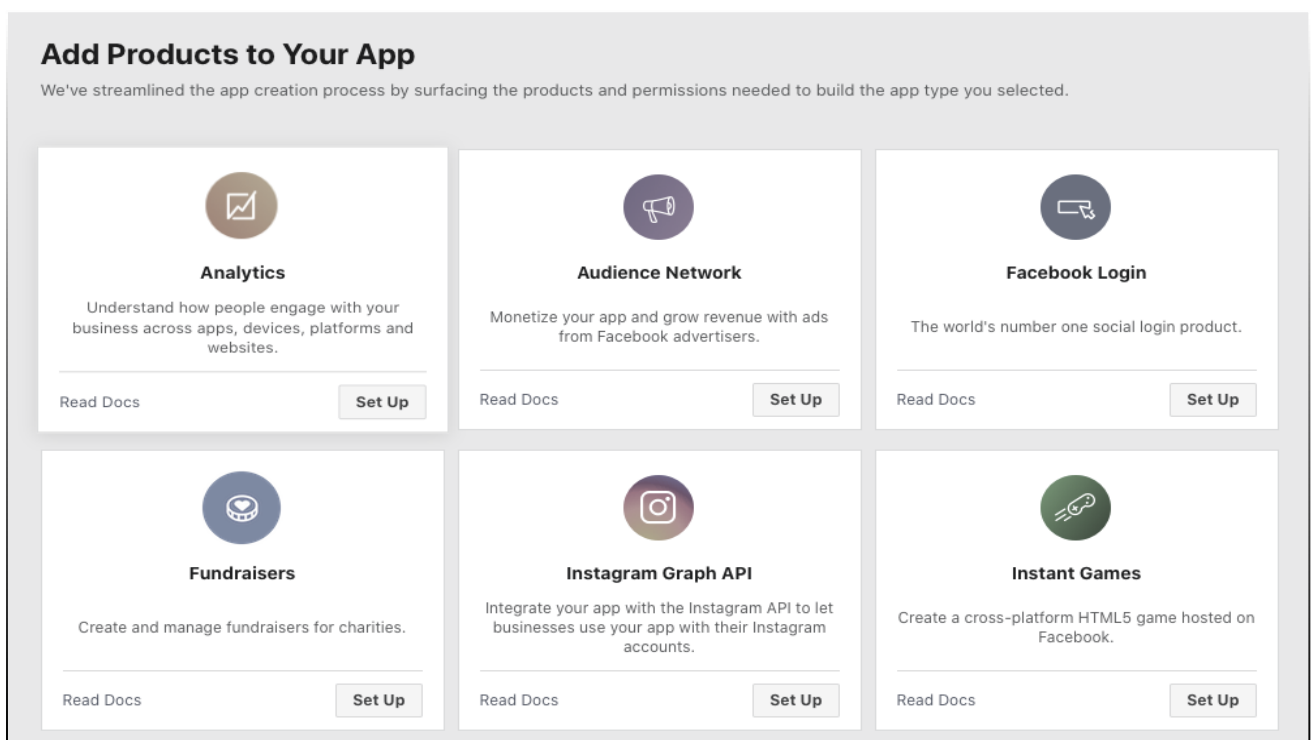 Add Products to Your App
We've streamlined the app creation process by surfacing the products and permissions needed to build the app type you selected.
Analytics
Understand how people engage with your
business across apps, devices, platforms and
websites.
Read Docs
Set Up
Audience Network
Monetize your app and grow revenue with ads
from Facebook advertisers.
Read Docs
Set Up
Facebook Login
The world's number one social login product.
Read Docs
Set Up
Fundraisers
Create and manage fundraisers for charities.
Read Docs
Set Up
Instagram Graph API
Integrate your app with the Instagram API to let
businesses use your app with their Instagram
accounts.
Read Docs
Set Up
Instant Games
Create a cross-platform HTML5 game hosted on
Facebook.
Read Docs
Set Up